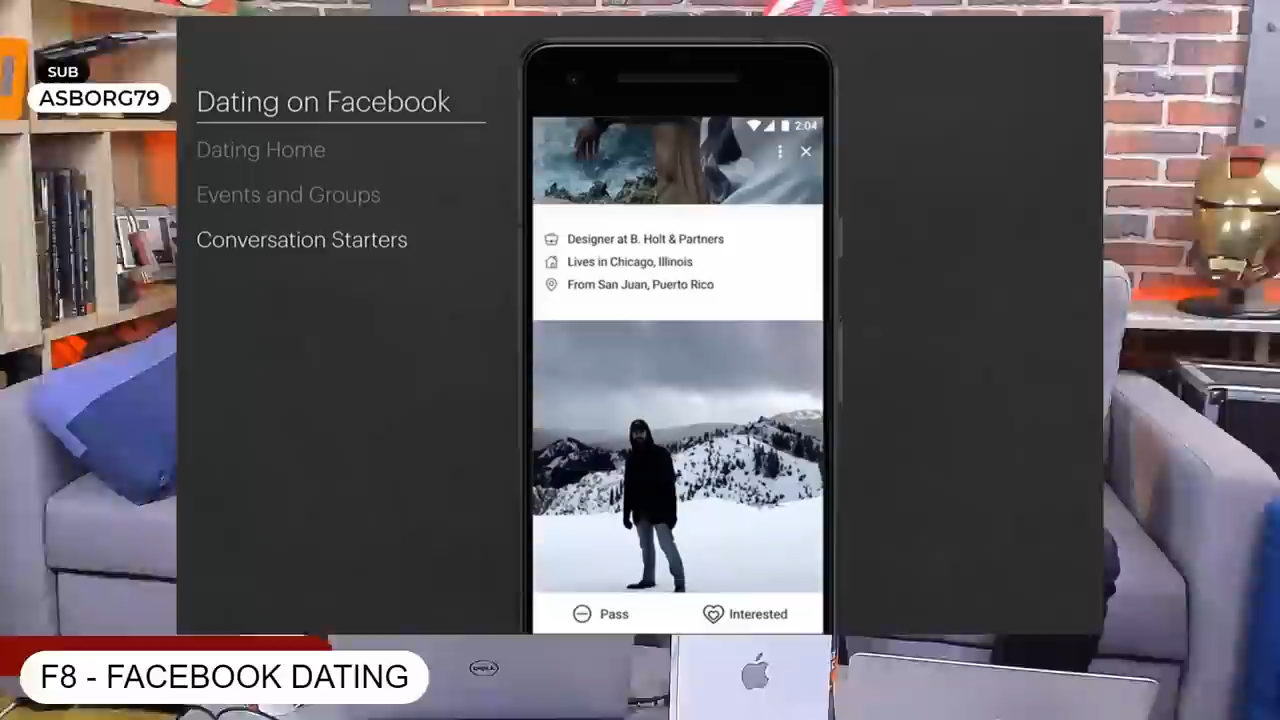 SUB
ASBORG79
Dating on Facebook
Dating Home
Events and Groups
Conversation Starters
2:04
Designer at B. Holt & Partners
Lives in Chicago, Illinois
From San Juan, Puerto Rico
Pass
Interested
F8 - FACEBOOK DATING